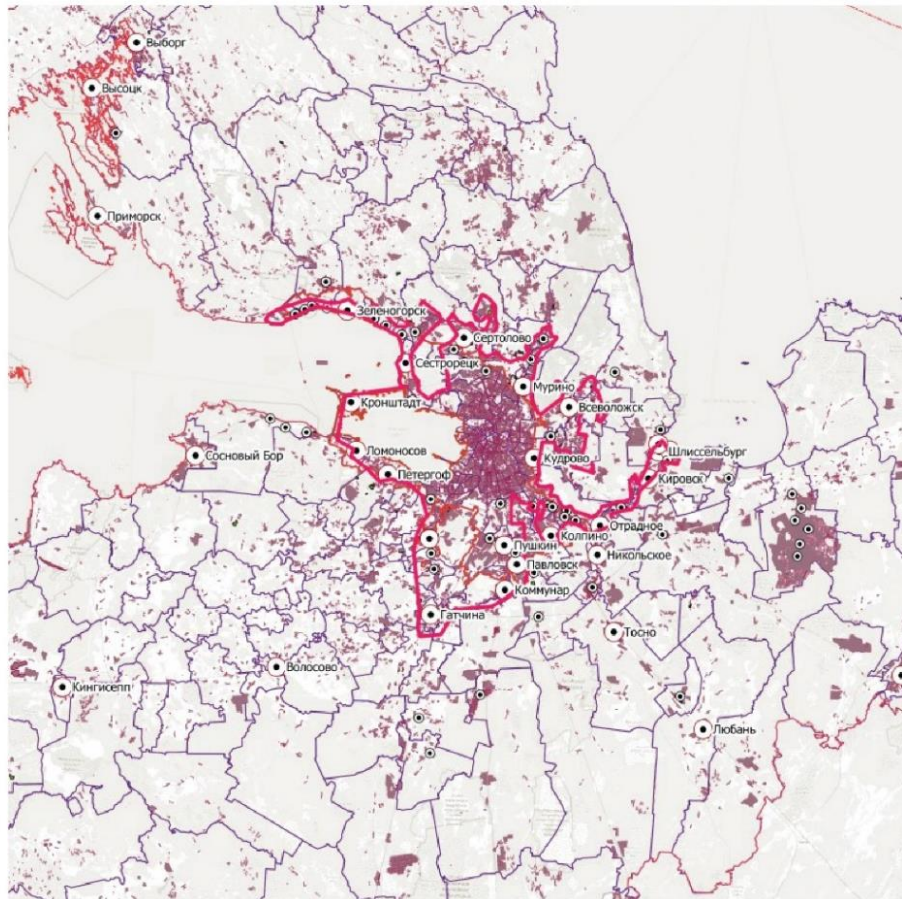 Выборг
Высоцк
Приморск
Зеленогорск
Сертолово
Сестрорецк
Мурино
Кронштадт
Всеволожск
Ломоносов
Шлиссельбург
Сосновый Бор
Кудрово
Петергоф
Кировск
Отрадное
Колпино
Пушкин
Никольское
Павловск
Коммунар
Гатчина
Тосно
Волосово
Кингисепп
Любань